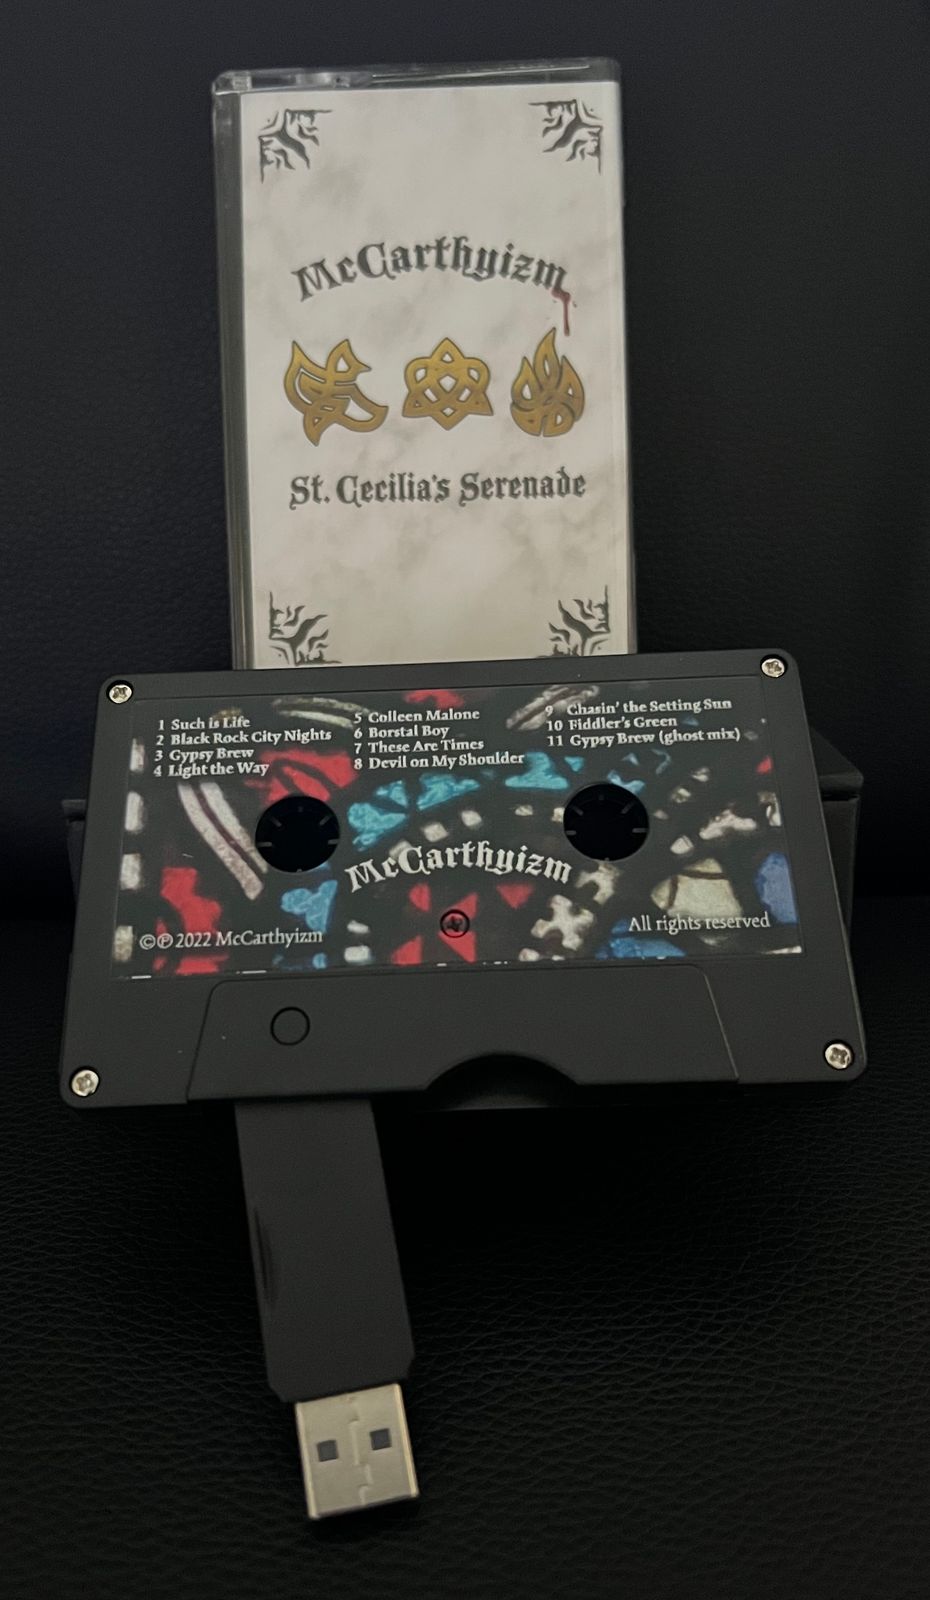 McCarthyizm
St. Cecilia's Serenade
1 Such is Life
2 Black Rock City Nights
3 Gypsy Brew
4 Light the Way
5 Colleen Malone
6 Borstal Boy
7 These Are Times
8 Devil on My Shoulder
9 Chasin' the Setting Sun
10 Fiddler's Green
11 Gypsy Brew (ghost mix)
McCarthyizm
©℗ 2022 McCarthyizm
All rights reserved